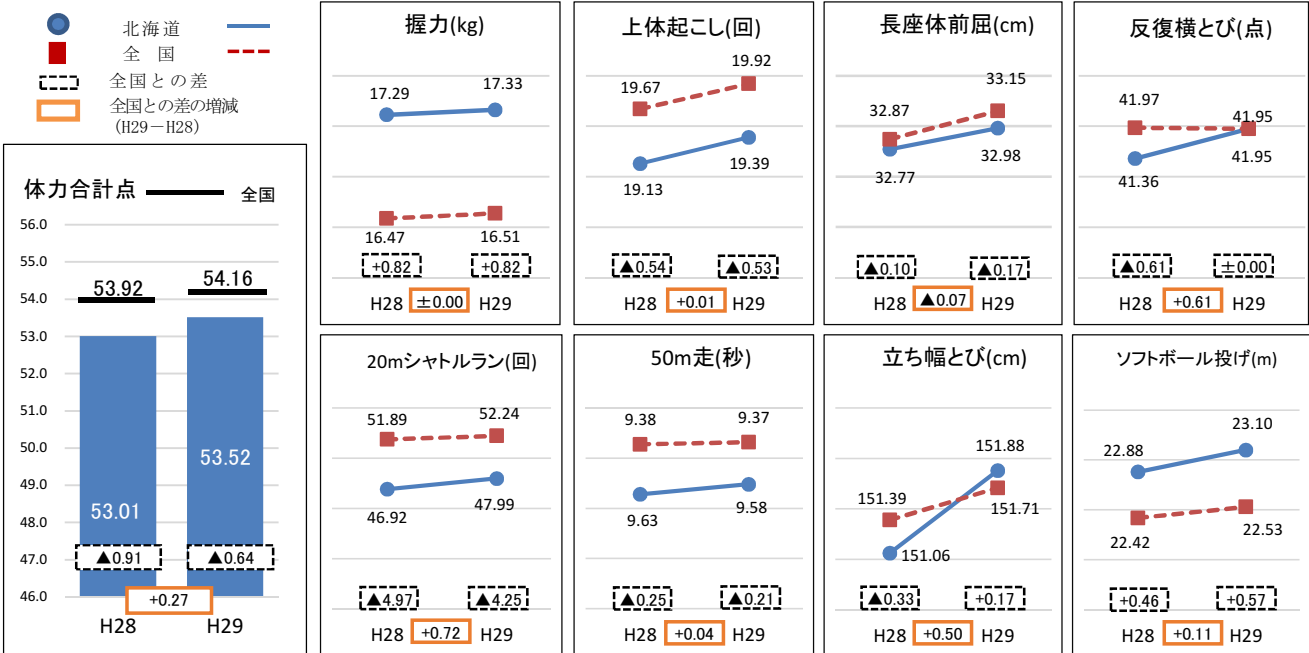 北海道
全 国
全国との差
全国との差の増減
(H29－H28)
体力合計点 全国
56.0
55.0
54.0
53.0
52.0
51.0
50.0
49.0
48.0
47.0
46.0
53.92
54.16
53.01
53.52
▲0.91
▲0.64
+0.27
H28
H29
握力(kg)
17.29
17.33
16.47
16.51
+0.82
+0.82
H28
±0.00
H29
上体起こし(回)
19.67
19.92
19.13
19.39
▲0.54
▲0.53
H28
+0.01
H29
長座体前屈(cm)
32.87
33.15
32.77
32.98
▲0.10
▲0.17
H28
▲0.07
H29
反復横とび(点)
41.97
41.95
41.36
41.95
▲0.61
±0.00
H28
+0.61
H29
20mシャトルラン(回)
51.89
52.24
46.92
47.99
▲4.97
▲4.25
H28
+0.72
H29
50m走(秒)
9.38
9.37
9.63
9.58
▲0.25
▲0.21
H28
+0.04
H29
立ち幅とび(cm)
151.88
151.39
151.71
151.06
▲0.33
+0.17
H28
+0.50
H29
ソフトボール投げ(m)
22.88
23.10
22.42
22.53
+0.46
+0.57
H28
+0.11
H29